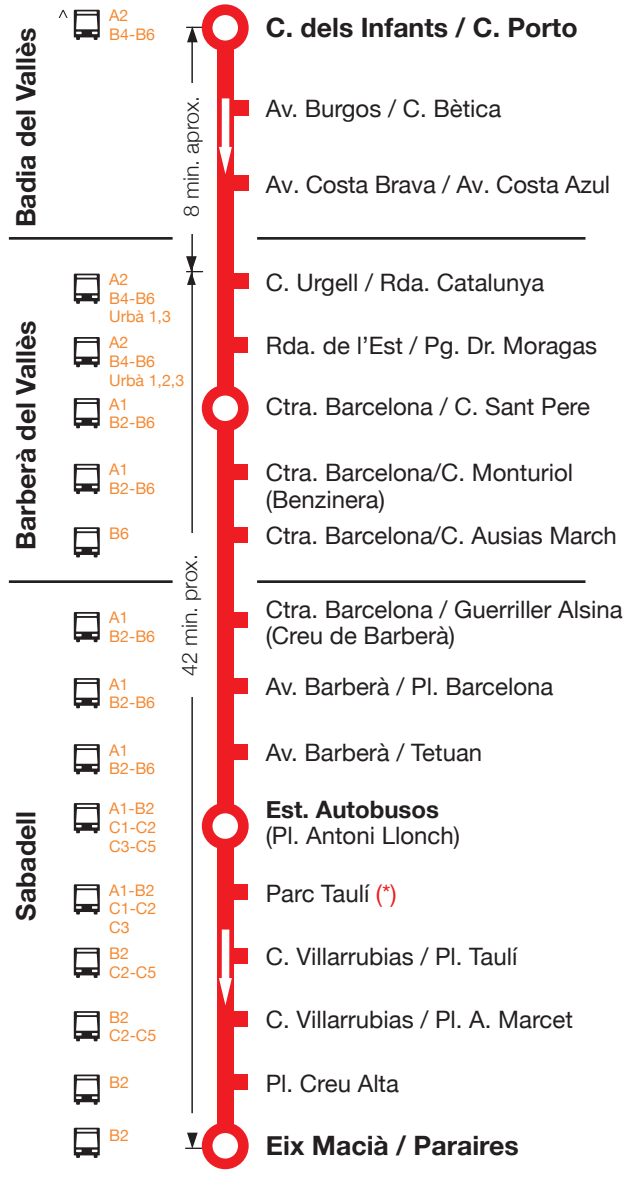 Badia del Vallès
^
A2
B4-B6
C. dels Infants / C. Porto
Av. Burgos / C. Bètica
Av. Costa Brava / Av. Costa Azul
8 min. aprox.
Barberà del Vallès
A2
B4-B6
Urbà 1,3
C. Urgell / Rda. Catalunya
A2
B4-B6
Urbà 1,2,3
Rda. de l'Est / Pg. Dr. Moragas
A1
B2-B6
Ctra. Barcelona / C. Sant Pere
A1
B2-B6
Ctra. Barcelona/C. Monturiol
(Benzinera)
B6
Ctra. Barcelona/C. Ausias March
42 min. prox.
Sabadell
A1
B2-B6
Ctra. Barcelona / Guerriller Alsina
(Creu de Barberà)
A1
B2-B6
Av. Barberà / Pl. Barcelona
A1
B2-B6
Av. Barberà / Tetuan
A1-B2
C1-C2
C3-C5
Est. Autobusos
(Pl. Antoni Llonch)
A1-B2
C1-C2
C3
Parc Taulí (*)
B2
C2-C5
C. Villarrubias / Pl. Taulí
B2
C2-C5
C. Villarrubias / Pl. A. Marcet
B2
Pl. Creu Alta
B2
Eix Macià / Paraires